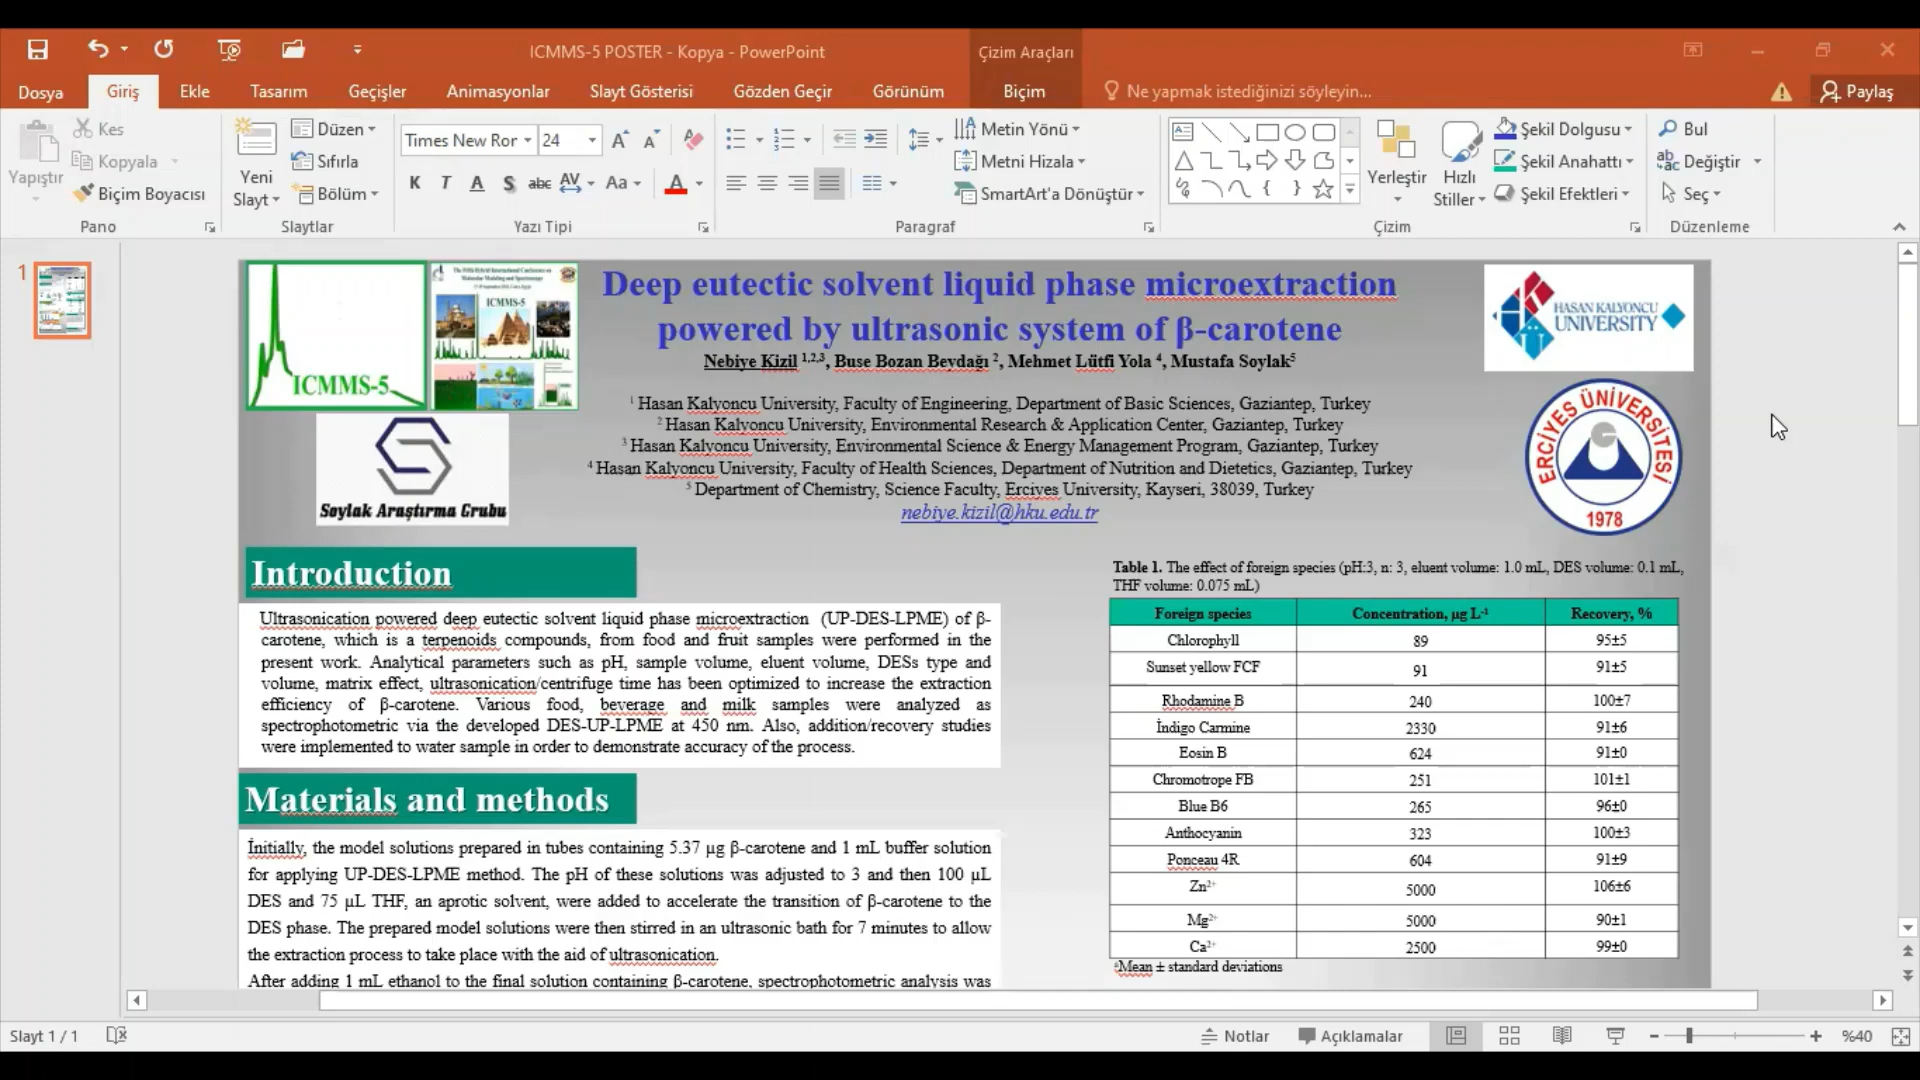 ICMMS-5 POSTER - Kopya - PowerPoint
Çizim Araçları
Dosya
Giriş
Ekle
Tasarım
Geçişler
Animasyonlar
Slayt Gösterisi
Gözden Geçir
Görünüm
Biçim
Ne yapmak istediğinizi söyleyin...
Paylaş
Yapıştır
Kes
Kopyala
Biçim Boyacısı
Pano
Yeni
Slayt
Düzen
Sıfırla
Bölüm
Slaytlar
Times New Ror
24
K T A S abc AV Aa A
Yazı Tipi
Metin Yönü
Metni Hizala
SmartArt'a Dönüştür
Paragraf
Yerleştir
Hızlı
Stiller
Şekil Dolgusu
Şekil Anahattı
Şekil Efektleri
Çizim
Bul
Değiştir
Seç
Düzenleme
1
ICMMS-5
ICMMS-5
Soylak Araştırma Grubu
Deep eutectic solvent liquid phase microextraction
powered by ultrasonic system of β-carotene
Nebiye Kizil 1,2,3, Buse Bozan Beydağı 2, Mehmet Lütfi Yola 4, Mustafa Soylak5
1 Hasan Kalyoncu University, Faculty of Engineering, Department of Basic Sciences, Gaziantep, Turkey
2 Hasan Kalyoncu University, Environmental Research & Application Center, Gaziantep, Turkey
3 Hasan Kalyoncu University, Environmental Science & Energy Management Program, Gaziantep, Turkey
4 Hasan Kalyoncu University, Faculty of Health Sciences, Department of Nutrition and Dietetics, Gaziantep, Turkey
5 Department of Chemistry, Science Faculty, Erciyes University, Kayseri, 38039, Turkey
nebiye.kizil@hku.edu.tr
HASAN KALYONCU
UNIVERSITY
ERCİYES ÜNİVERSİTESİ
1978
Introduction
Ultrasonication powered deep eutectic solvent liquid phase microextraction (UP-DES-LPME) of β-
carotene, which is a terpenoids compounds, from food and fruit samples were performed in the
present work. Analytical parameters such as pH, sample volume, eluent volume, DESs type and
volume, matrix effect, ultrasonication/centrifuge time has been optimized to increase the extraction
efficiency of β-carotene. Various food, beverage and milk samples were analyzed as
spectrophotometric via the developed DES-UP-LPME at 450 nm. Also, addition/recovery studies
were implemented to water sample in order to demonstrate accuracy of the process.
Materials and methods
İnitially, the model solutions prepared in tubes containing 5.37 µg β-carotene and 1 mL buffer solution
for applying UP-DES-LPME method. The pH of these solutions was adjusted to 3 and then 100 µL
DES and 75 µL THF, an aprotic solvent, were added to accelerate the transition of β-carotene to the
DES phase. The prepared model solutions were then stirred in an ultrasonic bath for 7 minutes to allow
the extraction process to take place with the aid of ultrasonication.
After adding 1 mL ethanol to the final solution containing β-carotene, spectrophotometric analysis was
Table 1. The effect of foreign species (pH:3, n: 3, eluent volume: 1.0 mL, DES volume: 0.1 mL,
THF volume: 0.075 mL)
Foreign species Concentration, µg L-1 Recovery, %
Chlorophyll 89 95±5
Sunset yellow FCF 91 91±5
Rhodamine B 240 100±7
İndigo Carmine 2330 91±6
Eosin B 624 91±0
Chromotrope FB 251 101±1
Blue B6 265 96±0
Anthocyanin 323 100±3
Ponceau 4R 604 91±9
Zn2+ 5000 106±6
Mg2+ 5000 90±1
Ca2+ 2500 99±0
Mean ± standard deviations
Slayt 1 / 1
Notlar
Açıklamalar
%40